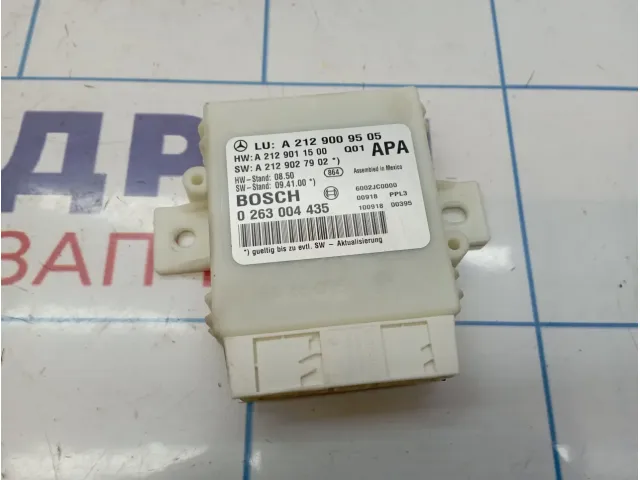 LU: A 212 900 95 05
HW: A 212 901 15 00 Q01 APA
SW: A 212 902 79 02 *)
HW-Stand: 08.50 864 Assembled in Mexico
SW-Stand: 09.41.00 *)
BOSCH 6002JC0000
0 263 004 435 00918 PPL3
100918 00395
*) gueltig bis zu evtl. SW - Aktualisierung